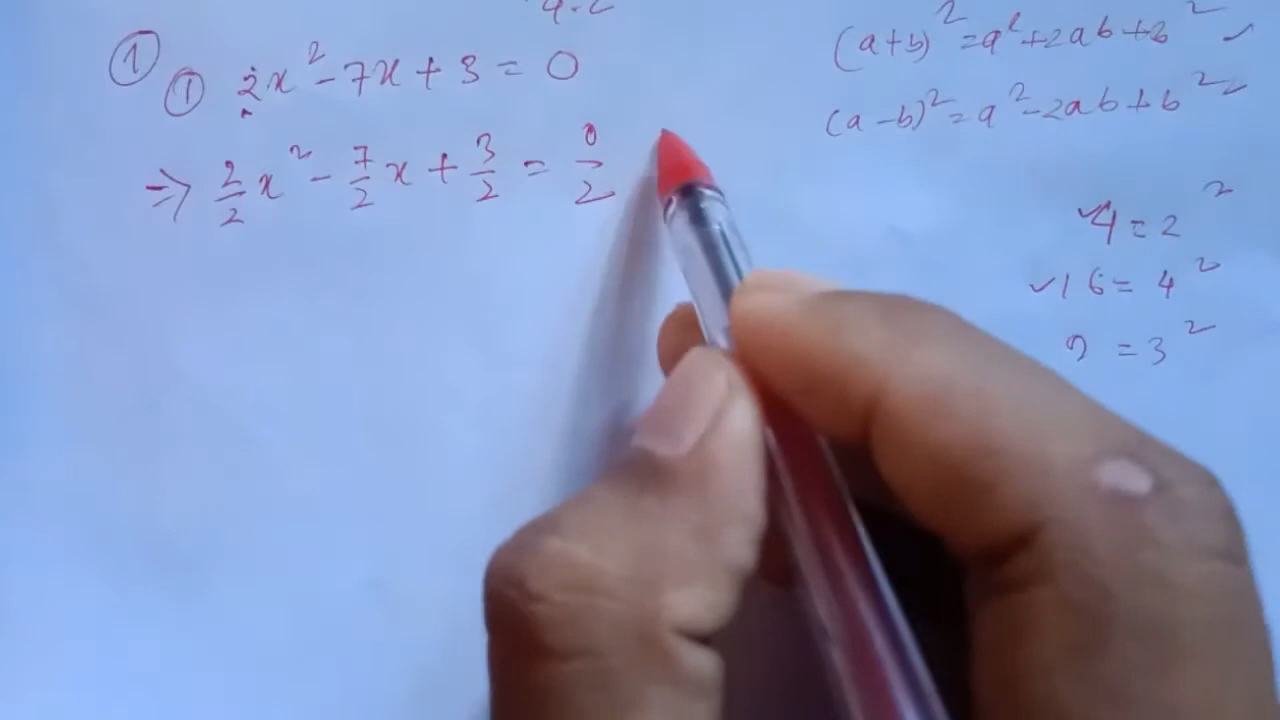 ① ① 2x² - 7x + 3 = 0
⇒ 2/2 x² - 7/2 x + 3/2 = 0/2
(a+b)² = a² + 2ab + b² ✓
(a-b)² = a² - 2ab + b² ✓
✓4 = 2²
✓16 = 4²
9 = 3²